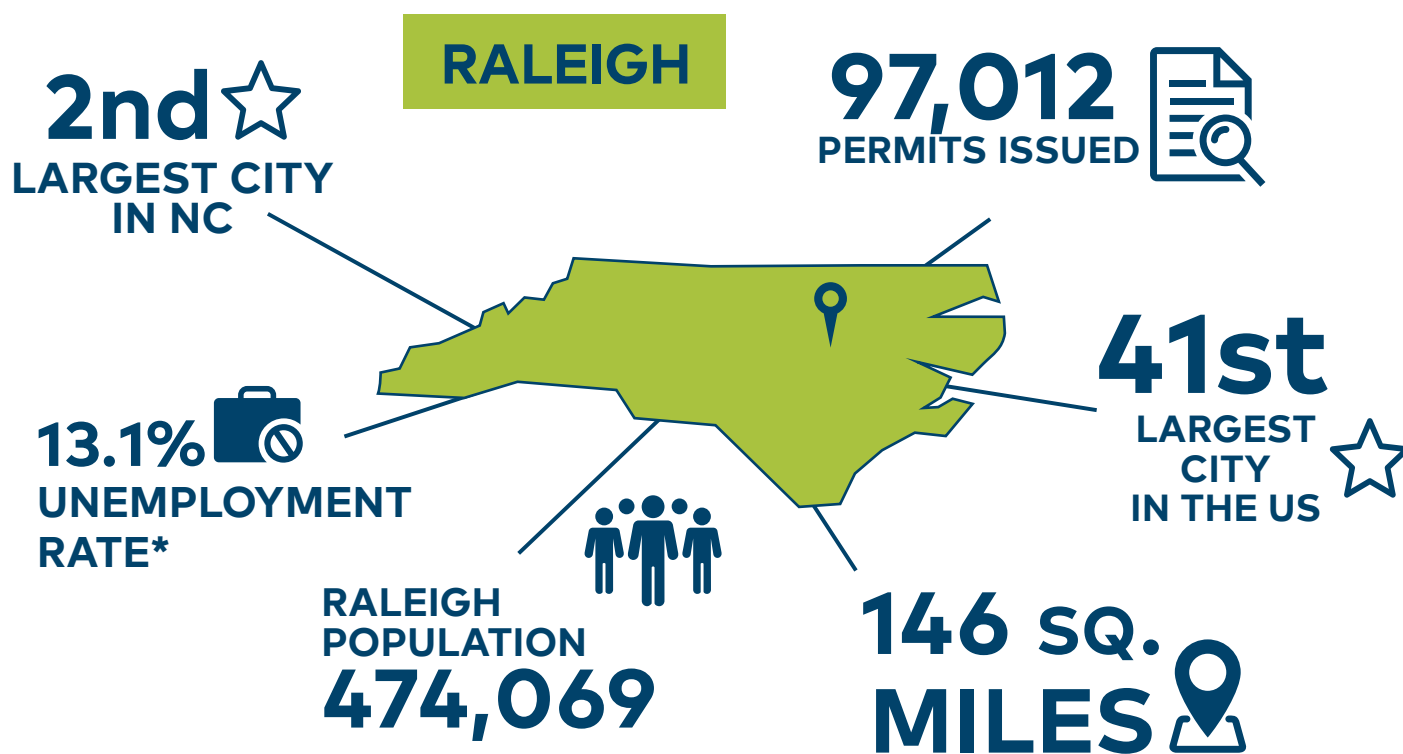 RALEIGH
2nd
LARGEST CITY
IN NC
97,012
PERMITS ISSUED
41st
LARGEST
CITY
IN THE US
13.1%
UNEMPLOYMENT
RATE*
RALEIGH
POPULATION
474,069
146 SQ.
MILES